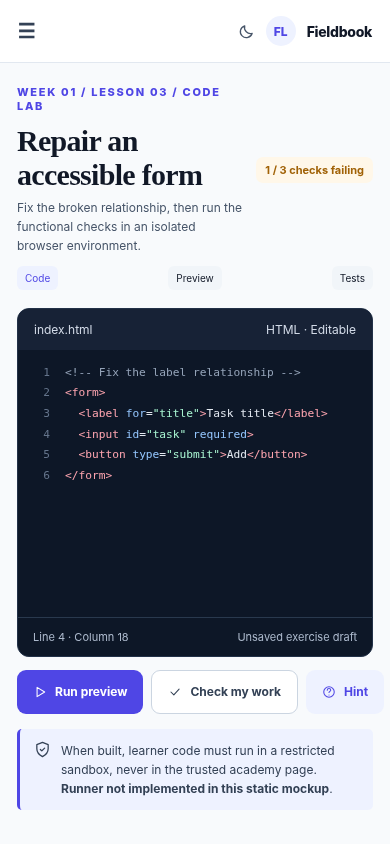 FL Fieldbook
WEEK 01 / LESSON 03 / CODE
LAB
Repair an
accessible form
1 / 3 checks failing
Fix the broken relationship, then run the
functional checks in an isolated
browser environment.
Code Preview Tests
index.html HTML · Editable
1 <!-- Fix the label relationship -->
2 <form>
3 <label for="title">Task title</label>
4 <input id="task" required>
5 <button type="submit">Add</button>
6 </form>
Line 4 · Column 18 Unsaved exercise draft
Run preview Check my work Hint
When built, learner code must run in a restricted
sandbox, never in the trusted academy page.
Runner not implemented in this static mockup.